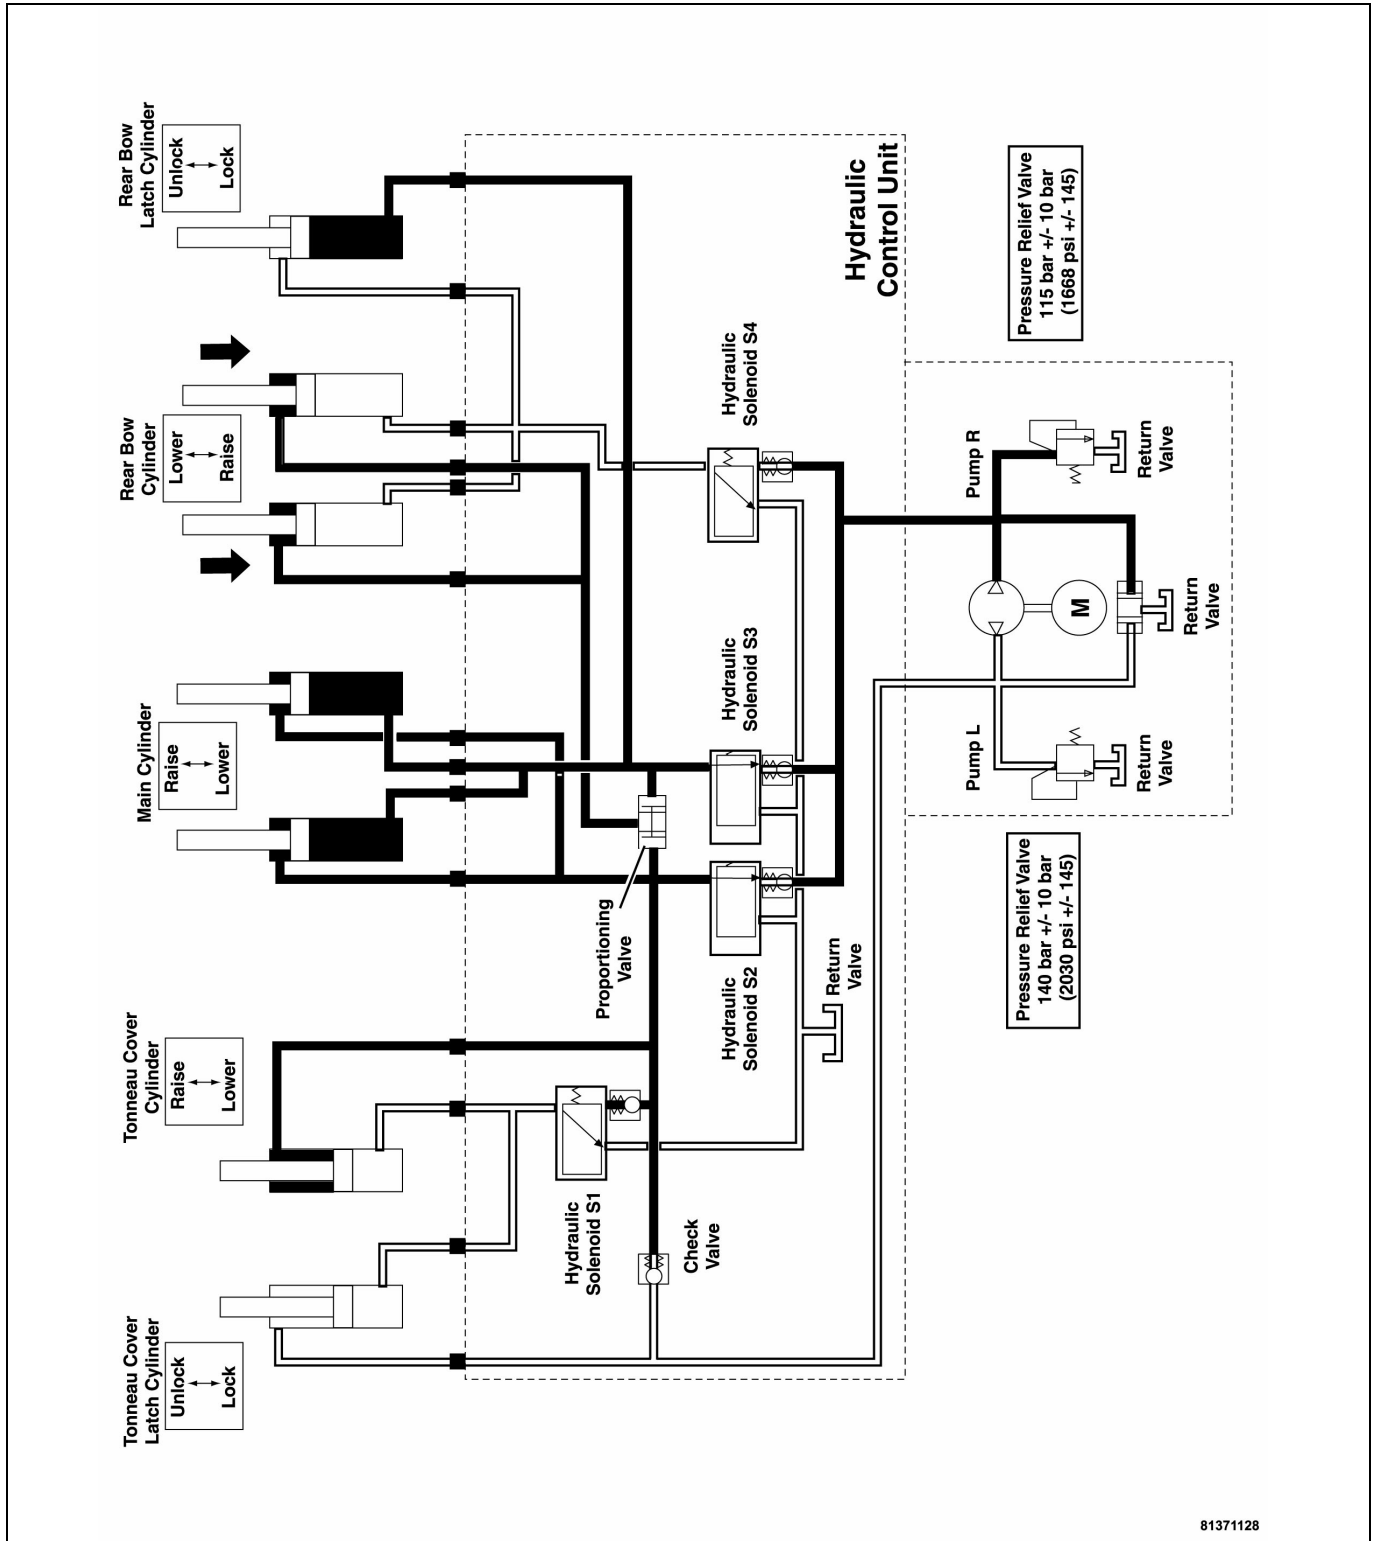 Tonneau Cover
Latch Cylinder
Unlock
Lock
Tonneau Cover
Cylinder
Raise
Lower
Main Cylinder
Raise
Lower
Rear Bow
Cylinder
Lower
Raise
Rear Bow
Latch Cylinder
Unlock
Lock
Hydraulic
Solenoid S1
Check
Valve
Proportioning
Valve
Hydraulic
Solenoid S2
Return
Valve
Hydraulic
Solenoid S3
Hydraulic
Solenoid S4
Hydraulic
Control Unit
Pump L
Return
Valve
M
Return
Valve
Pump R
Return
Valve
Pressure Relief Valve
140 bar +/- 10 bar
(2030 psi +/- 145)
Pressure Relief Valve
115 bar +/- 10 bar
(1668 psi +/- 145)
81371128